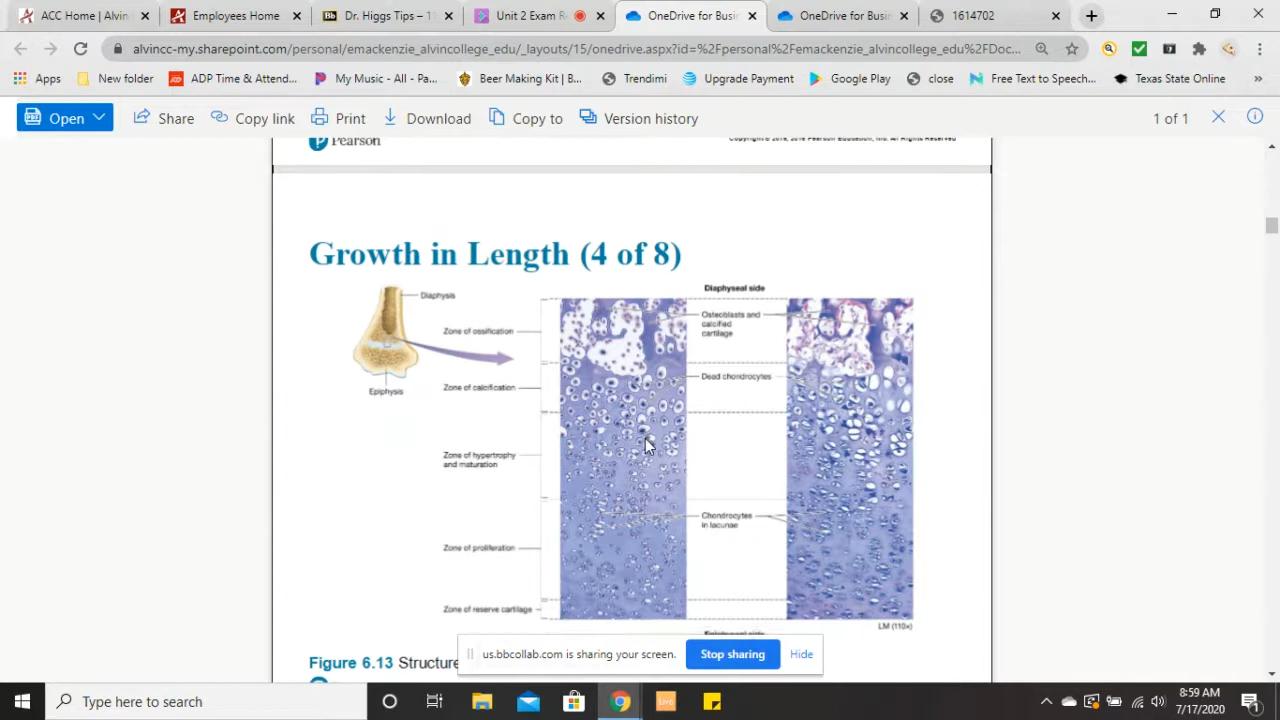 ACC Home | A
Employees Home
Bb Dr. Higgs Tips – 1
Unit 2 Exam R
OneDrive for Busin
OneDrive for Busin
1614702
alvincc-my.sharepoint.com/personal/emackenzie_alvincollege_edu/_layouts/15/onedrive.aspx?id=%2Fpersonal%2Femackenzie_alvincollege_edu%2FDoc...
Apps New folder ADP Time & Attend... My Music - All - Pa... Beer Making Kit | B... Trendimi Upgrade Payment Google Play close Free Text to Speech... Texas State Online »
Open Share Copy link Print Download Copy to Version history 1 of 1
Pearson
Growth in Length (4 of 8)
Diaphyseal side
Diaphysis
Osteoblasts and
calcified
cartilage
Zone of ossification
Dead chondrocytes
Zone of calcification
Epiphysis
Zone of hypertrophy
and maturation
Chondrocytes
in lacunae
Zone of proliferation
Zone of reserve cartilage
LM (110×)
Figure 6.13 Structure
us.bbcollab.com is sharing your screen. Stop sharing Hide
Type here to search
Live
8:59 AM
7/17/2020